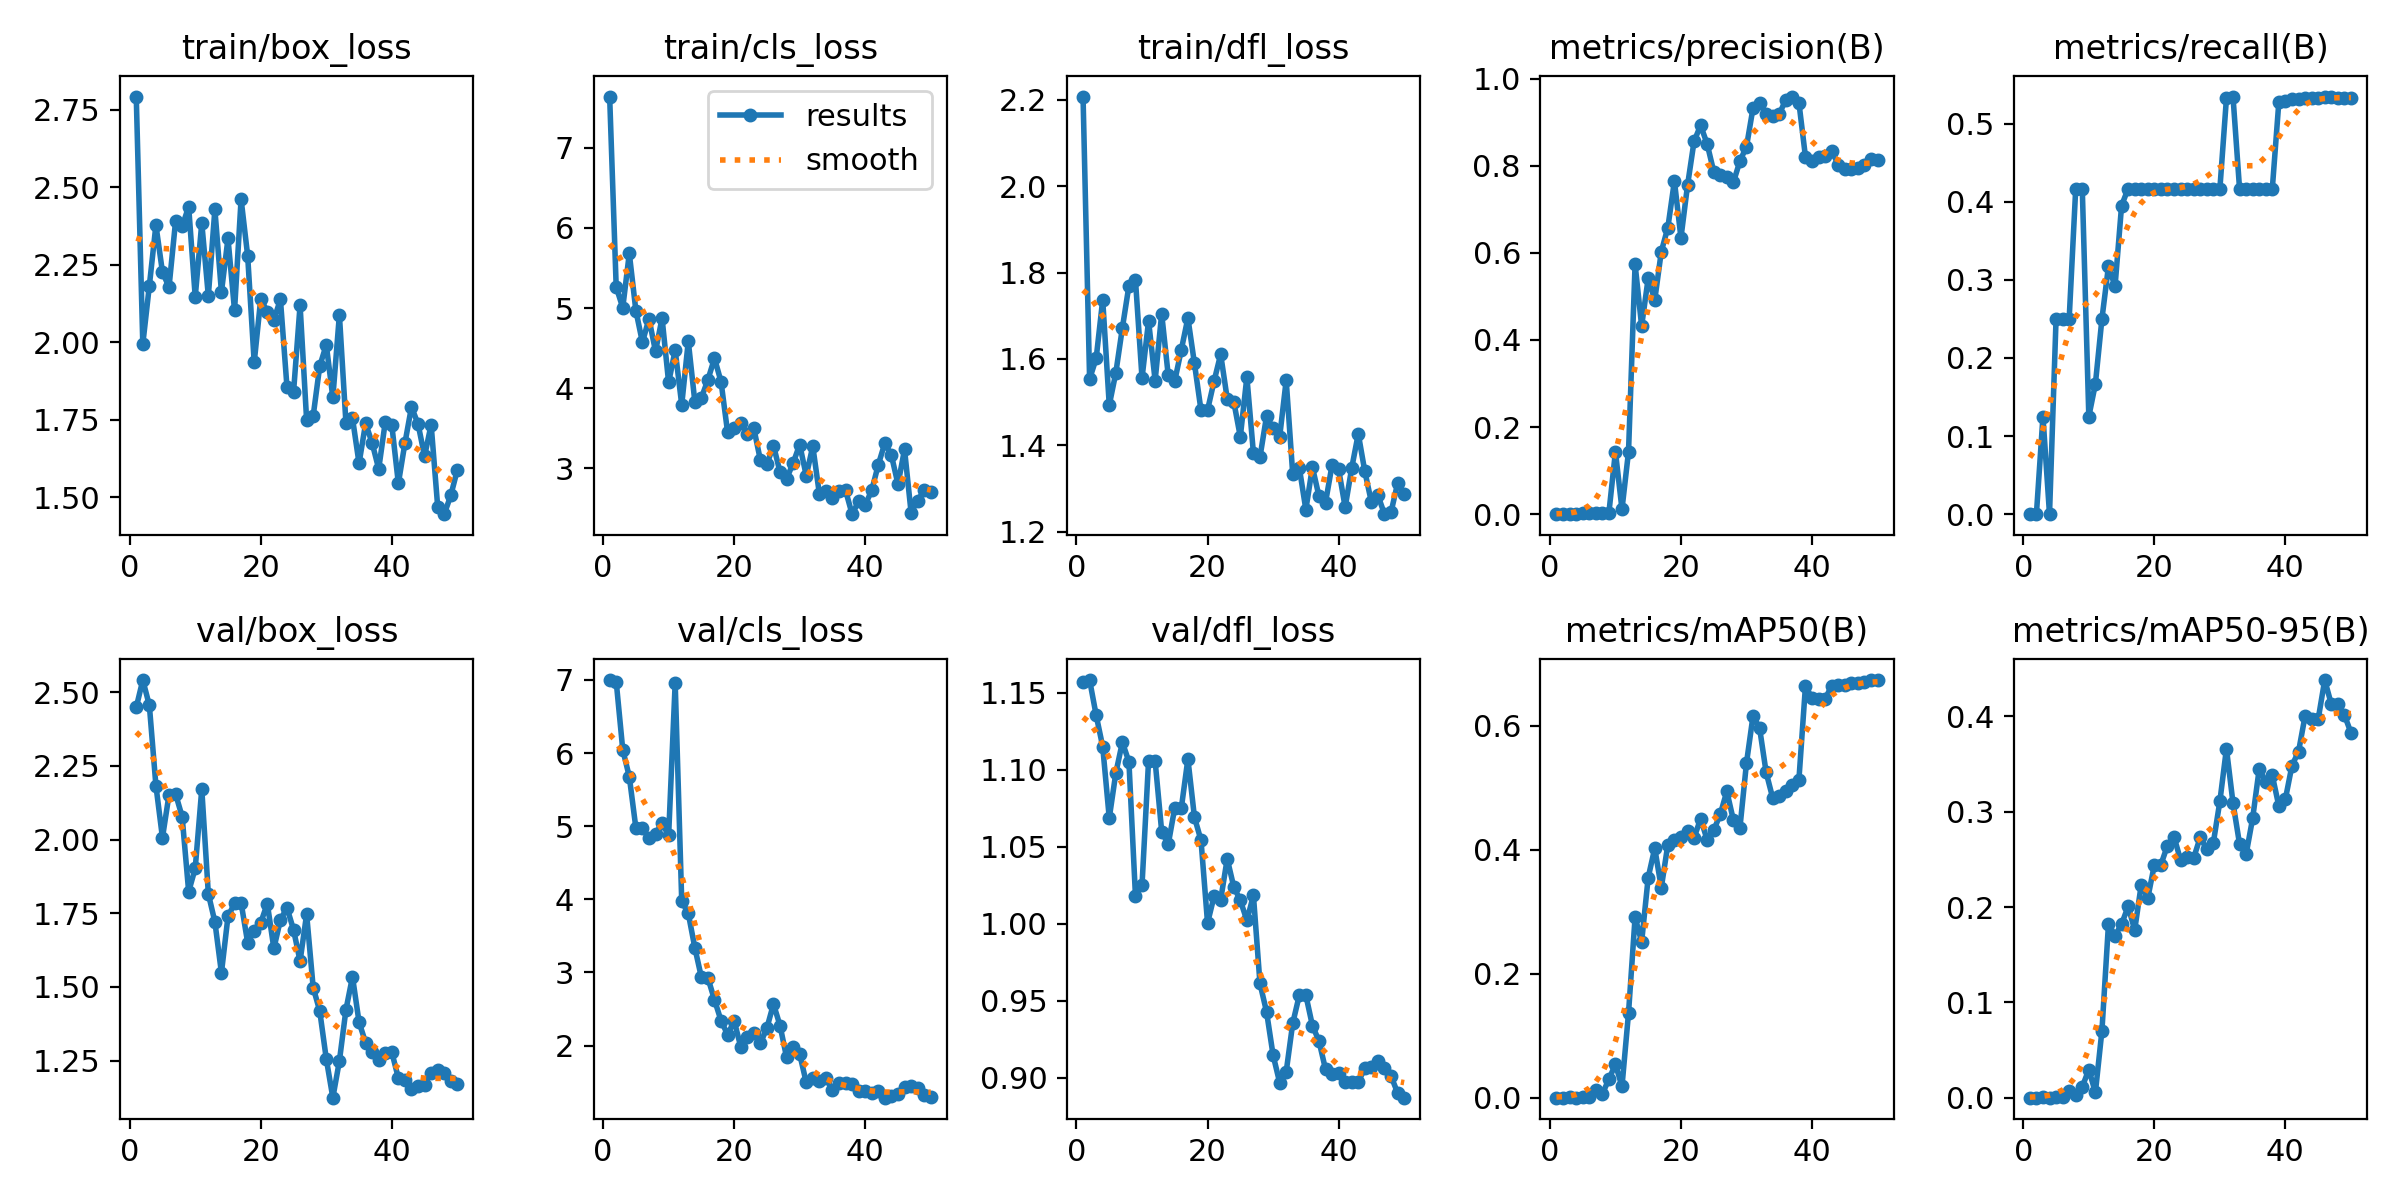 train/box_loss
train/cls_loss
train/dfl_loss
metrics/precision(B)
metrics/recall(B)
2.75
2.50
2.25
2.00
1.75
1.50
0 20 40
results
smooth
7
6
5
4
3
0 20 40
2.2
2.0
1.8
1.6
1.4
1.2
0 20 40
1.0
0.8
0.6
0.4
0.2
0.0
0 20 40
0.5
0.4
0.3
0.2
0.1
0.0
0 20 40
val/box_loss
val/cls_loss
val/dfl_loss
metrics/mAP50(B)
metrics/mAP50-95(B)
2.50
2.25
2.00
1.75
1.50
1.25
0 20 40
7
6
5
4
3
2
0 20 40
1.15
1.10
1.05
1.00
0.95
0.90
0 20 40
0.6
0.4
0.2
0.0
0 20 40
0.4
0.3
0.2
0.1
0.0
0 20 40